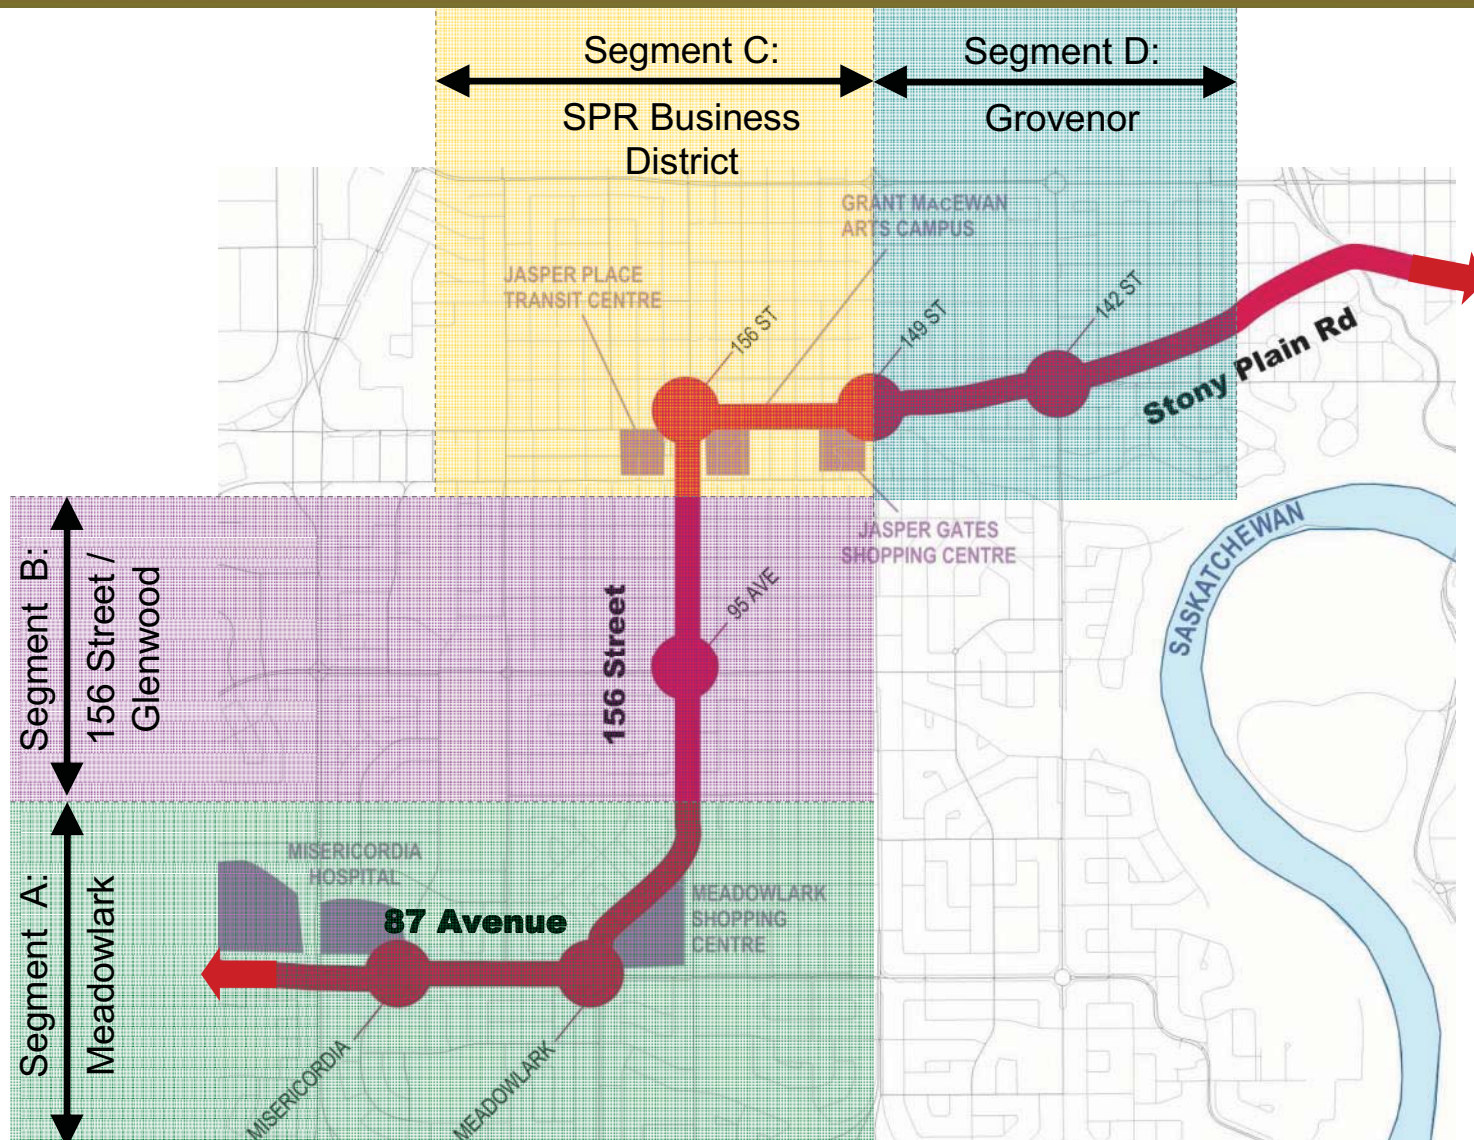 Segment C:
SPR Business
District
Segment D:
Grovenor
GRANT MacEWAN
ARTS CAMPUS
JASPER PLACE
TRANSIT CENTRE
156 ST
149 ST
142 ST
Stony Plain Rd
JASPER GATES
SHOPPING CENTRE
SASKATCHEWAN
Segment B:
156 Street /
Glenwood
156 Street
95 AVE
Segment A:
Meadowlark
MISERICORDIA
HOSPITAL
87 Avenue
MEADOWLARK
SHOPPING
CENTRE
MISERICORDIA
MEADOWLARK